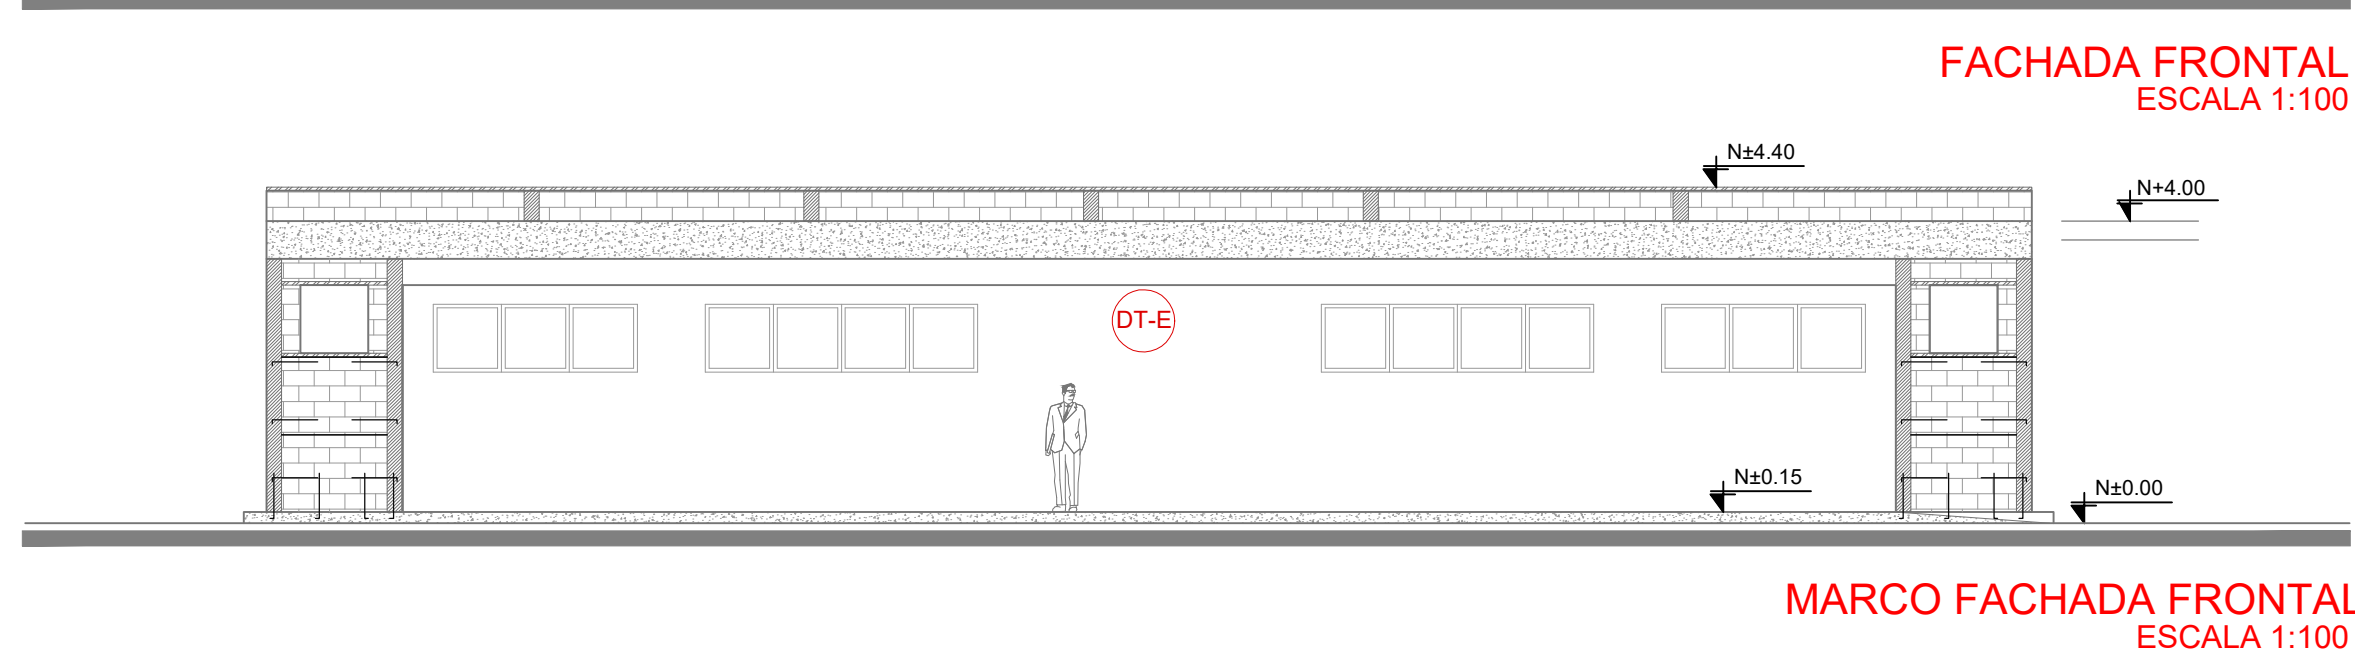 FACHADA FRONTAL
ESCALA 1:100
N±4.40
N+4.00
DT-E
N±0.15
N±0.00
MARCO FACHADA FRONTAL
ESCALA 1:100